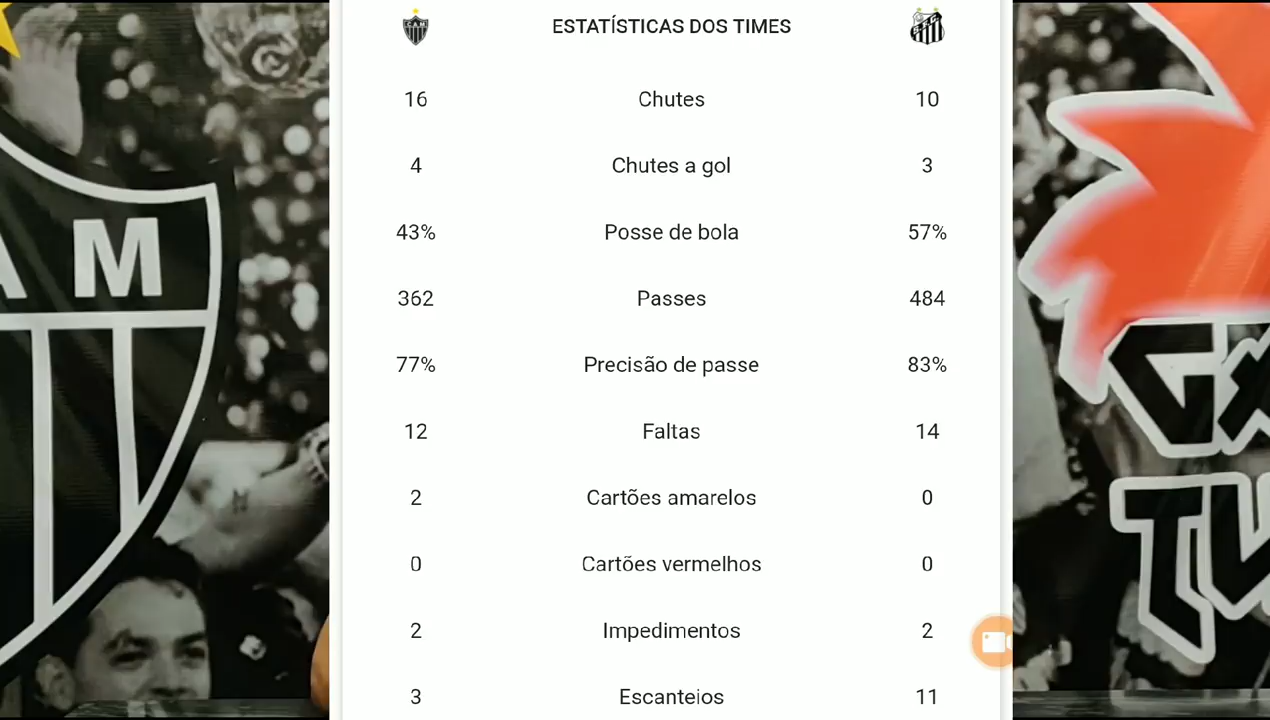 CAM
ESTATÍSTICAS DOS TIMES
16 Chutes 10
4 Chutes a gol 3
43% Posse de bola 57%
362 Passes 484
77% Precisão de passe 83%
12 Faltas 14
2 Cartões amarelos 0
0 Cartões vermelhos 0
2 Impedimentos 2
3 Escanteios 11
A M